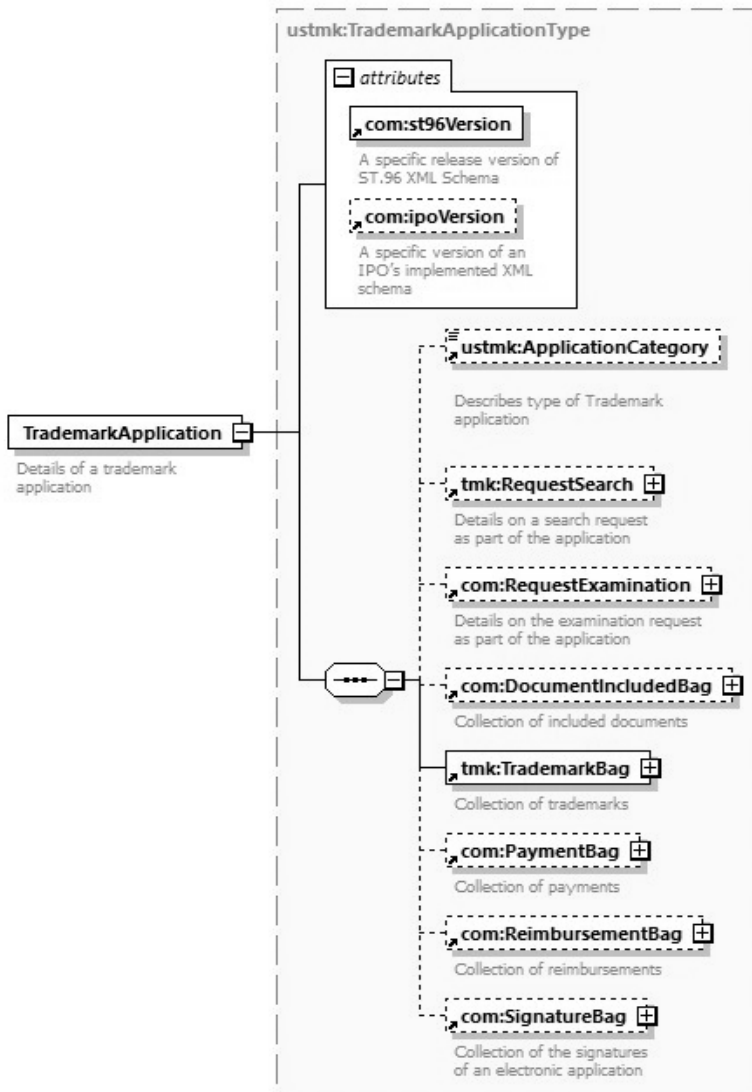 ustmk:TrademarkApplicationType
attributes
com:st96Version
A specific release version of
ST.96 XML Schema
com:ipoVersion
A specific version of an
IPO's implemented XML
schema
ustmk:ApplicationCategory
Describes type of Trademark
application
TrademarkApplication
Details of a trademark
application
tmk:RequestSearch
Details on a search request
as part of the application
com:RequestExamination
Details on the examination request
as part of the application
com:DocumentIncludedBag
Collection of included documents
tmk:TrademarkBag
Collection of trademarks
com:PaymentBag
Collection of payments
com:ReimbursementBag
Collection of reimbursements
com:SignatureBag
Collection of the signatures
of an electronic application